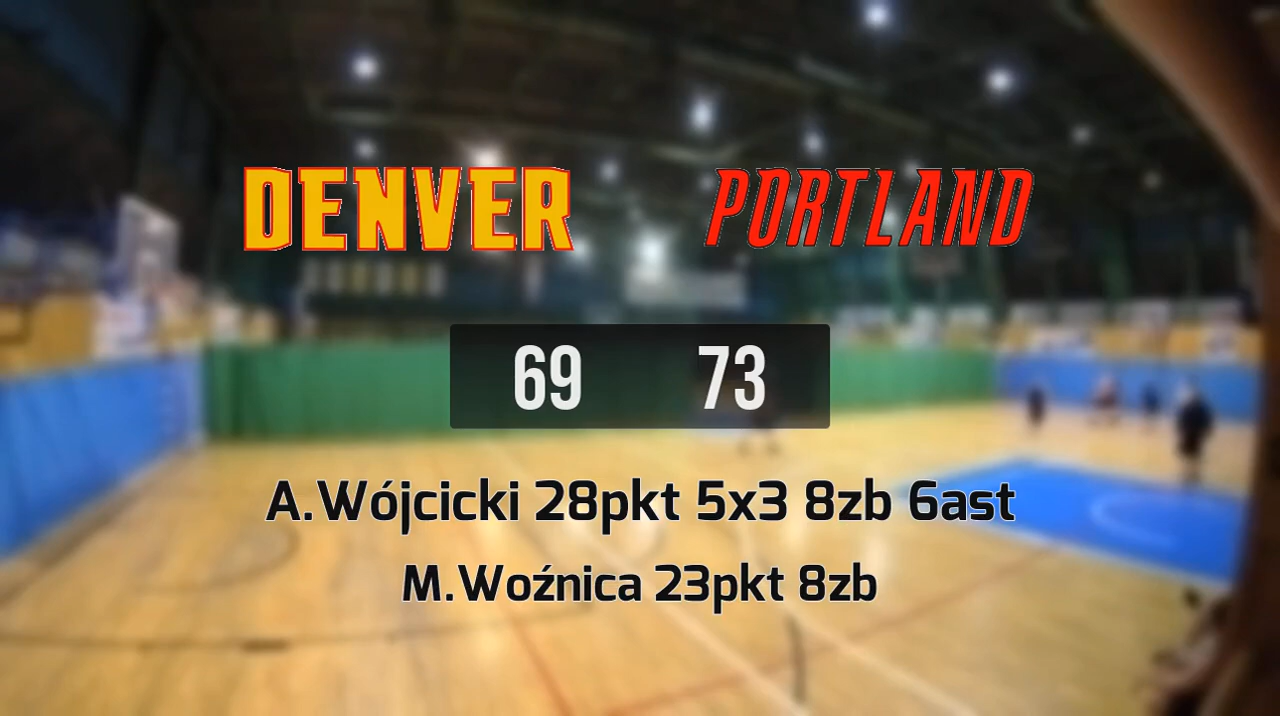 DENVER PORTLAND
69 73
A.Wójcicki 28pkt 5x3 8zb 6ast
M.Woźnica 23pkt 8zb